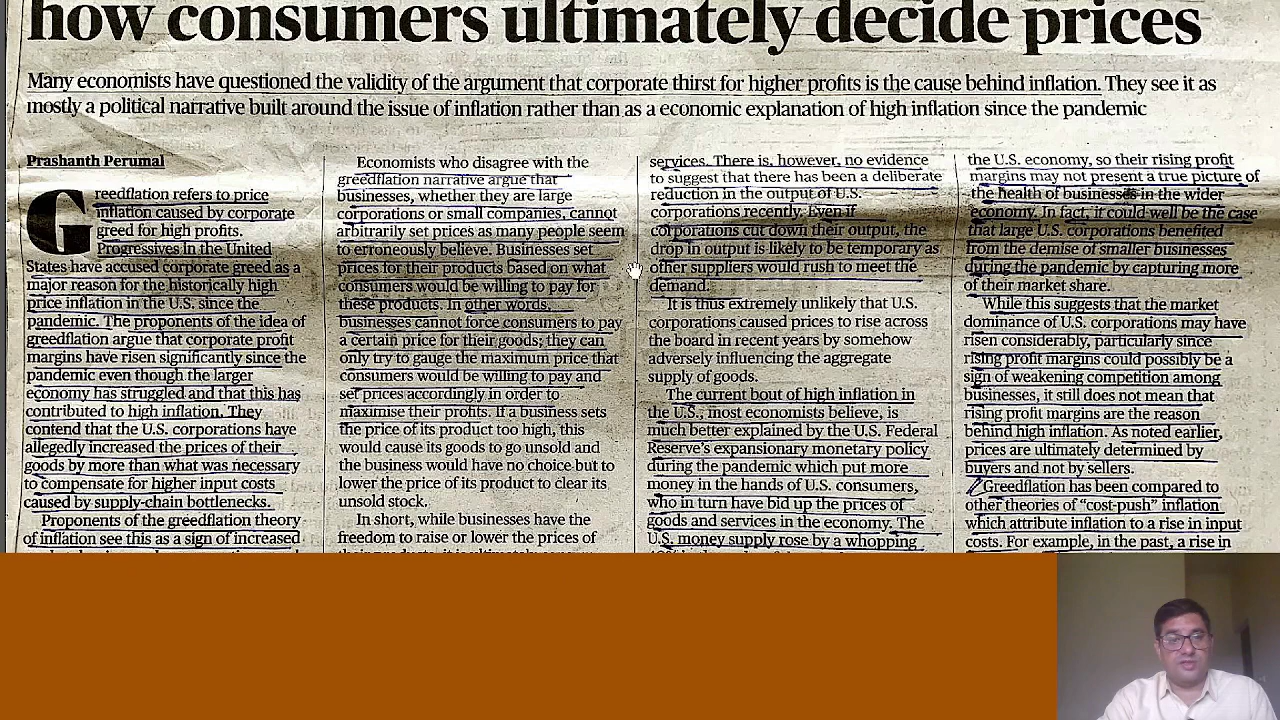 how consumers ultimately decide prices
Many economists have questioned the validity of the argument that corporate thirst for higher profits is the cause behind inflation. They see it as
mostly a political narrative built around the issue of inflation rather than as a economic explanation of high inflation since the pandemic
Prashanth Perumal
Greedflation refers to price
inflation caused by corporate
greed for high profits.
Progressives in the United
States have accused corporate greed as a
major reason for the historically high
price inflation in the U.S. since the
pandemic. The proponents of the idea of
greedflation argue that corporate profit
margins have risen significantly since the
pandemic even though the larger
economy has struggled and that this has
contributed to high inflation. They
contend that the U.S. corporations have
allegedly increased the prices of their
goods by more than what was necessary
to compensate for higher input costs
caused by supply-chain bottlenecks.
Proponents of the greedflation theory
of inflation see this as a sign of increased
Economists who disagree with the
greedflation narrative argue that
businesses, whether they are large
corporations or small companies, cannot
arbitrarily set prices as many people seem
to erroneously believe. Businesses set
prices for their products based on what
consumers would be willing to pay for
these products. In other words,
businesses cannot force consumers to pay
a certain price for their goods; they can
only try to gauge the maximum price that
consumers would be willing to pay and
set prices accordingly in order to
maximise their profits. If a business sets
the price of its product too high, this
would cause its goods to go unsold and
the business would have no choice but to
lower the price of its product to clear its
unsold stock.
In short, while businesses have the
freedom to raise or lower the prices of
services. There is, however, no evidence
to suggest that there has been a deliberate
reduction in the output of U.S.
corporations recently. Even if
corporations cut down their output, the
drop in output is likely to be temporary as
other suppliers would rush to meet the
demand.
It is thus extremely unlikely that U.S.
corporations caused prices to rise across
the board in recent years by somehow
adversely influencing the aggregate
supply of goods.
The current bout of high inflation in
the U.S., most economists believe, is
much better explained by the U.S. Federal
Reserve's expansionary monetary policy
during the pandemic which put more
money in the hands of U.S. consumers,
who in turn have bid up the prices of
goods and services in the economy. The
U.S. money supply rose by a whopping
the U.S. economy, so their rising profit
margins may not present a true picture of
the health of businesses in the wider
economy. In fact, it could well be the case
that large U.S. corporations benefited
from the demise of smaller businesses
during the pandemic by capturing more
of their market share.
While this suggests that the market
dominance of U.S. corporations may have
risen considerably, particularly since
rising profit margins could possibly be a
sign of weakening competition among
businesses, it still does not mean that
rising profit margins are the reason
behind high inflation. As noted earlier,
prices are ultimately determined by
buyers and not by sellers.
Greedflation has been compared to
other theories of “cost-push” inflation
which attribute inflation to a rise in input
costs. For example, in the past, a rise in